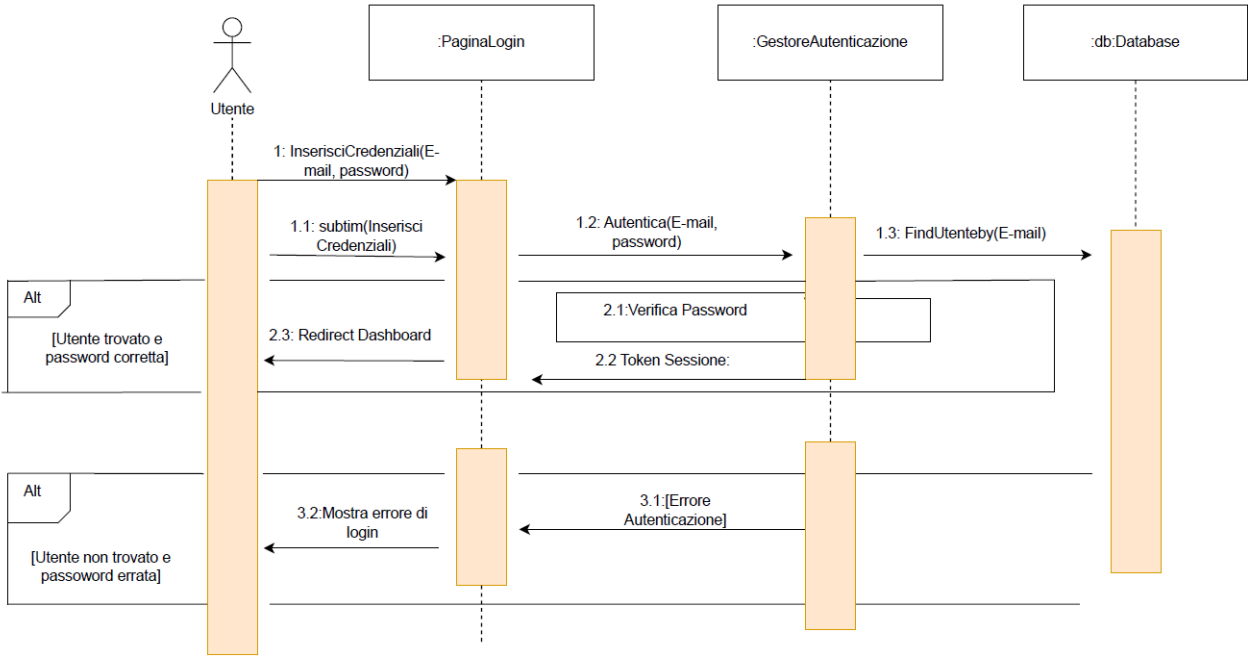 :PaginaLogin
:GestoreAutenticazione
:db:Database
Utente
1: InserisciCredenziali(E-
mail, password)
1.1: subtim(Inserisci
Credenziali)
1.2: Autentica(E-mail,
password)
1.3: FindUtenteby(E-mail)
Alt
[Utente trovato e
password corretta]
2.1:Verifica Password
2.3: Redirect Dashboard
2.2 Token Sessione:
Alt
[Utente non trovato e
passoword errata]
3.2:Mostra errore di
login
3.1:[Errore
Autenticazione]